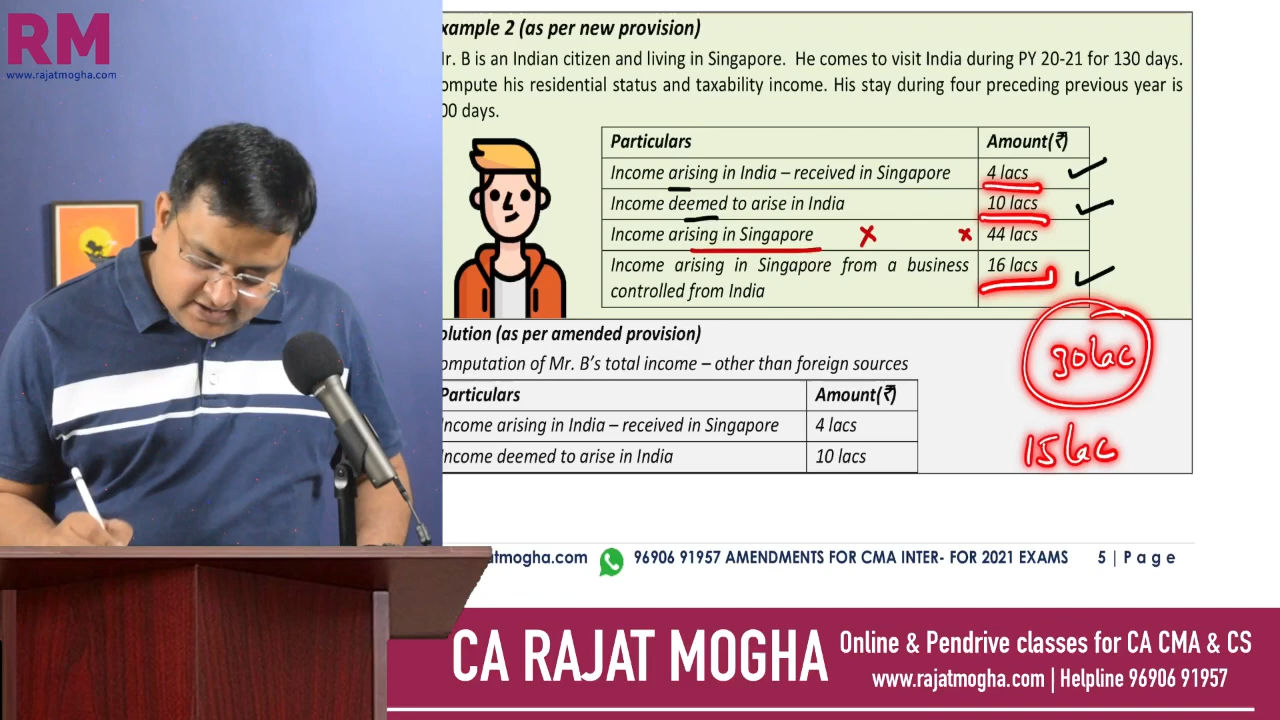 RM
www.rajatmogha.com
xample 2 (as per new provision)
r. B is an Indian citizen and living in Singapore. He comes to visit India during PY 20-21 for 130 days.
ompute his residential status and taxability income. His stay during four preceding previous year is
00 days.
Particulars Amount(₹)
Income arising in India – received in Singapore 4 lacs
Income deemed to arise in India 10 lacs
Income arising in Singapore 44 lacs
Income arising in Singapore from a business 16 lacs
controlled from India
olution (as per amended provision)
30 lac
omputation of Mr. B's total income – other than foreign sources
Particulars Amount(₹)
Income arising in India – received in Singapore 4 lacs
15 lac
Income deemed to arise in India 10 lacs
atmogha.com 96906 91957 AMENDMENTS FOR CMA INTER- FOR 2021 EXAMS 5 | P a g e
CA RAJAT MOGHA
Online & Pendrive classes for CA CMA & CS
www.rajatmogha.com | Helpline 96906 91957